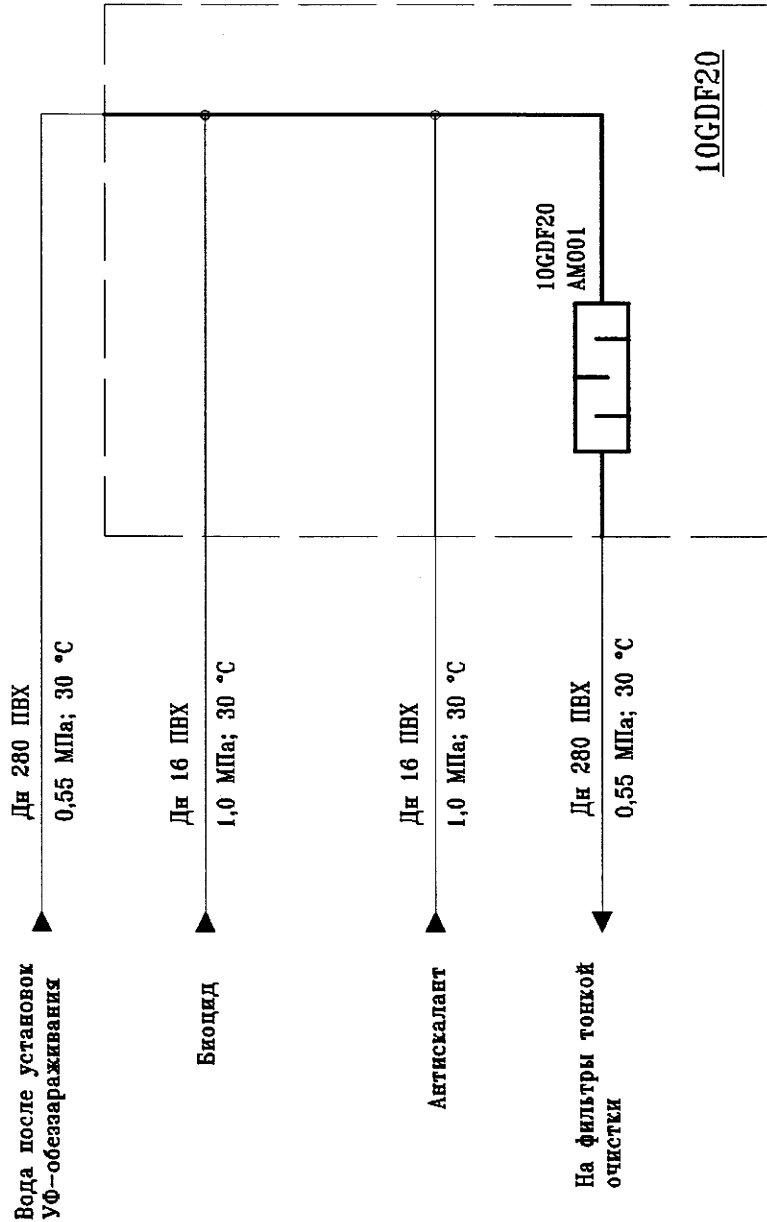 Вода после установок
УФ-обеззараживания
Дн 280 ПВХ
0,55 МПа; 30 °C
Биоцид
Дн 16 ПВХ
1,0 МПа; 30 °C
Антискалант
Дн 16 ПВХ
1,0 МПа; 30 °C
На фильтры тонкой
очистки
Дн 280 ПВХ
0,55 МПа; 30 °C
10GDF20
AM001
10GDF20